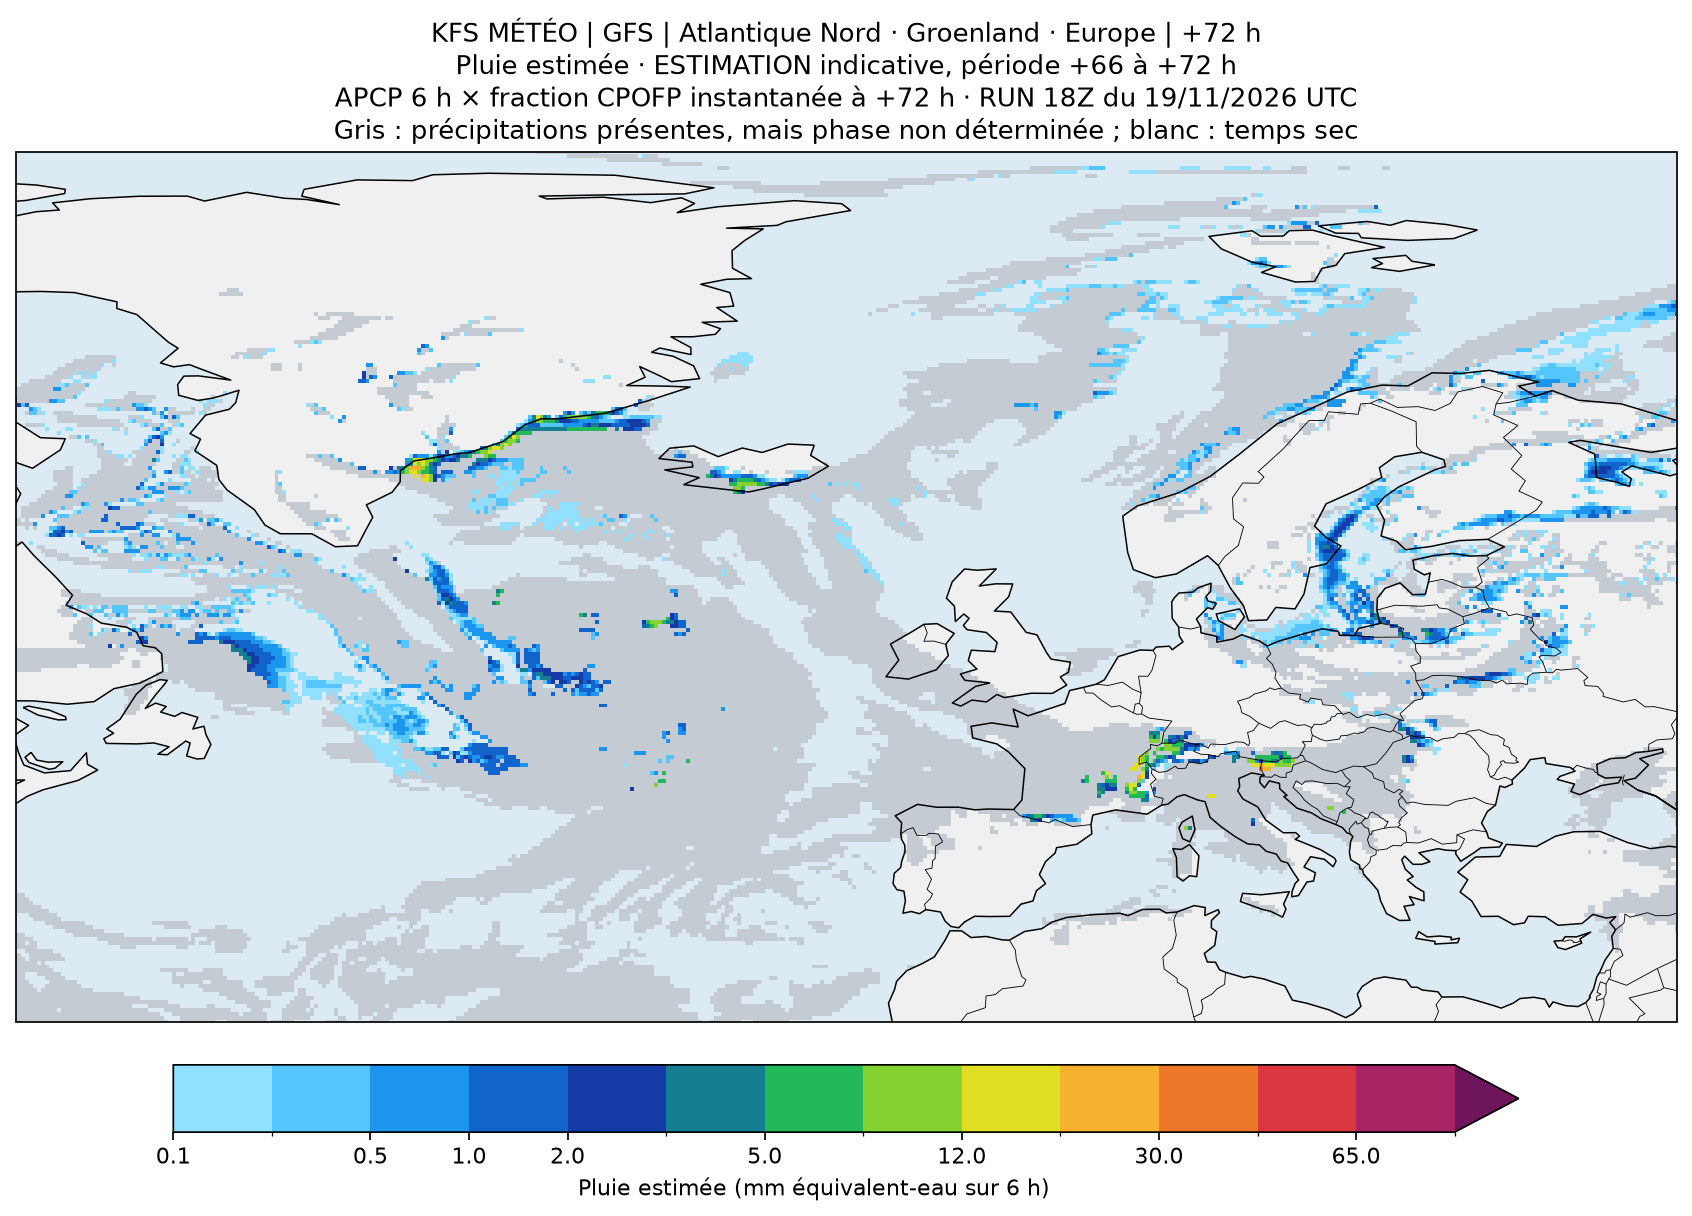 KFS MÉTÉO | GFS | Atlantique Nord · Groenland · Europe | +72 h
Pluie estimée · ESTIMATION indicative, période +66 à +72 h
APCP 6 h × fraction CPOFP instantanée à +72 h · RUN 18Z du 19/11/2026 UTC
Gris : précipitations présentes, mais phase non déterminée ; blanc : temps sec
0.1 0.5 1.0 2.0 5.0 12.0 30.0 65.0
Pluie estimée (mm équivalent-eau sur 6 h)